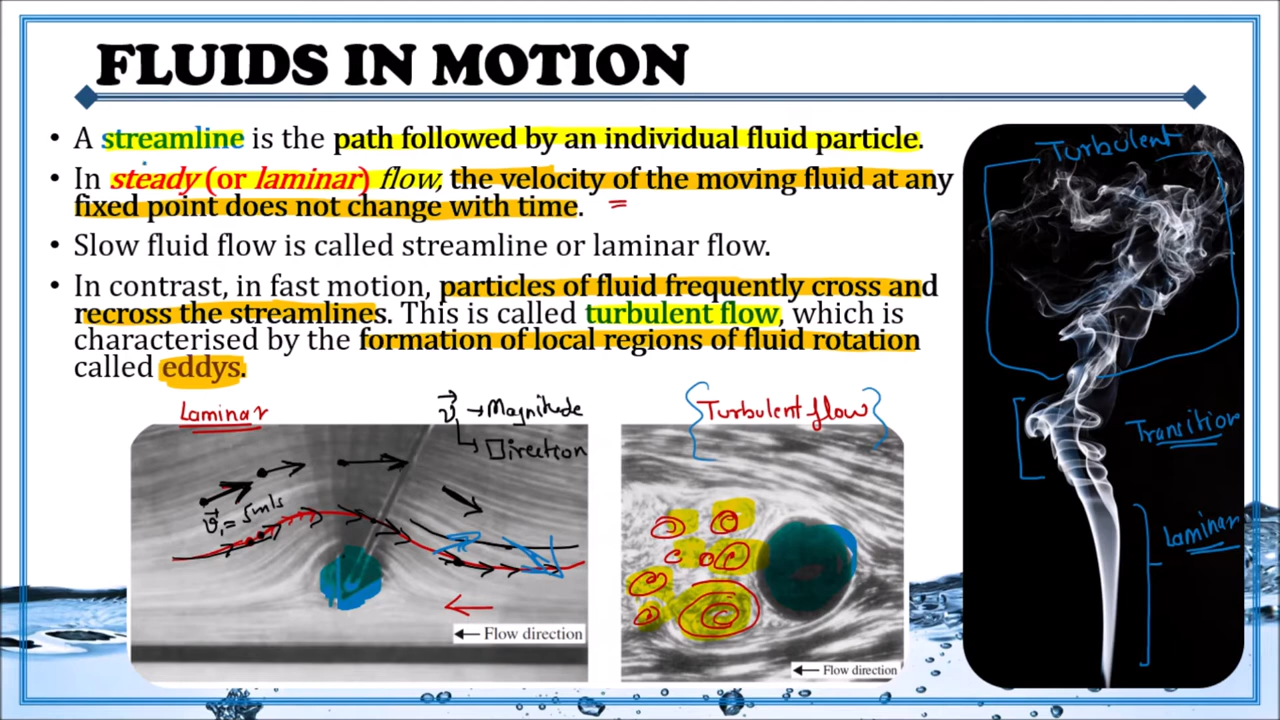 FLUIDS IN MOTION
• A streamline is the path followed by an individual fluid particle.
• In steady (or laminar) flow, the velocity of the moving fluid at any
fixed point does not change with time.
• Slow fluid flow is called streamline or laminar flow.
• In contrast, in fast motion, particles of fluid frequently cross and
recross the streamlines. This is called turbulent flow, which is
characterised by the formation of local regions of fluid rotation
called eddys.
Laminar
v → Magnitude
Direction
v₁ = 5m/s
← Flow direction
Turbulent flow
← Flow direction
Turbulent
Transition
Laminar